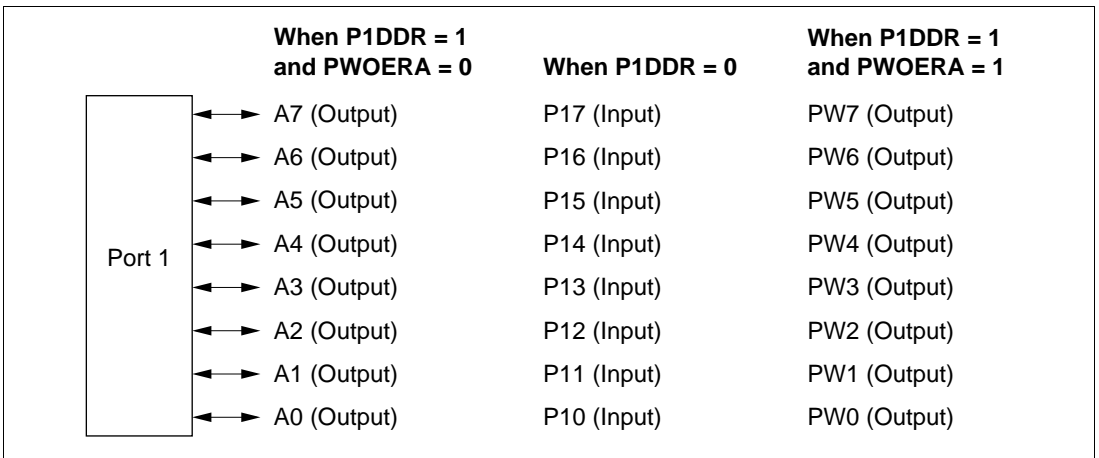 When P1DDR = 1
and PWOERA = 0
When P1DDR = 0
When P1DDR = 1
and PWOERA = 1
Port 1
A7 (Output) P17 (Input) PW7 (Output)
A6 (Output) P16 (Input) PW6 (Output)
A5 (Output) P15 (Input) PW5 (Output)
A4 (Output) P14 (Input) PW4 (Output)
A3 (Output) P13 (Input) PW3 (Output)
A2 (Output) P12 (Input) PW2 (Output)
A1 (Output) P11 (Input) PW1 (Output)
A0 (Output) P10 (Input) PW0 (Output)